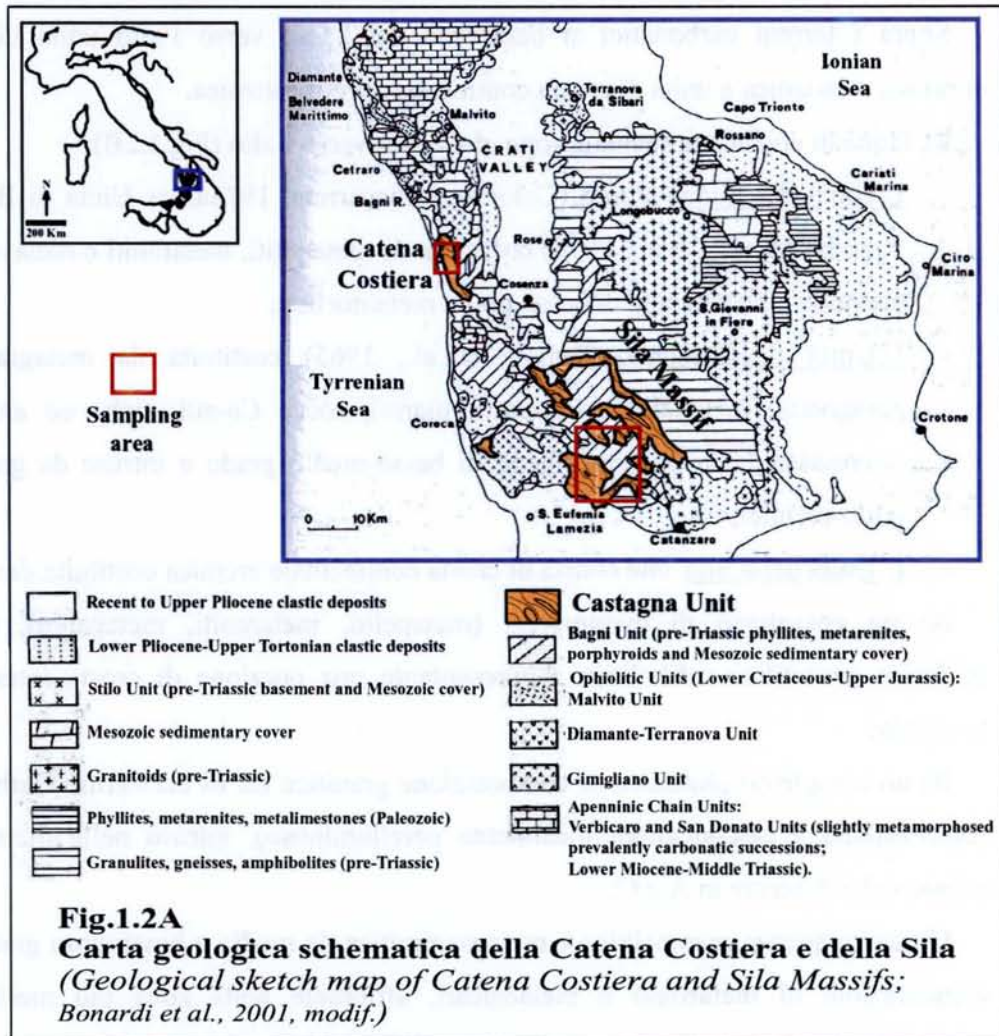 200 Km
Ionian
Sea
Diamante
Belvedere
Marittimo
Malvito
Terranova
da Sibari
Capo Trionto
Rossano
CRATI
VALLEY
Cetraro
Cariati
Marina
Bagni R.
Longobucco
Rose
Catena
Costiera
Ciro
Marina
Cosenza
S.Giovanni
in Fiore
Sila Massif
Tyrrenian
Sea
Sampling
area
Coreca
Crotone
0 10Km
S. Eufemia
Lamezia
Catanzaro
Recent to Upper Pliocene clastic deposits
Lower Pliocene-Upper Tortonian clastic deposits
Stilo Unit (pre-Triassic basement and Mesozoic cover)
Mesozoic sedimentary cover
Granitoids (pre-Triassic)
Phyllites, metarenites, metalimestones (Paleozoic)
Granulites, gneisses, amphibolites (pre-Triassic)
Castagna Unit
Bagni Unit (pre-Triassic phyllites, metarenites,
porphyroids and Mesozoic sedimentary cover)
Ophiolitic Units (Lower Cretaceous-Upper Jurassic):
Malvito Unit
Diamante-Terranova Unit
Gimigliano Unit
Apenninic Chain Units:
Verbicaro and San Donato Units (slightly metamorphosed
prevalently carbonatic successions;
Lower Miocene-Middle Triassic).
Fig.1.2A
Carta geologica schematica della Catena Costiera e della Sila
(Geological sketch map of Catena Costiera and Sila Massifs;
Bonardi et al., 2001, modif.)